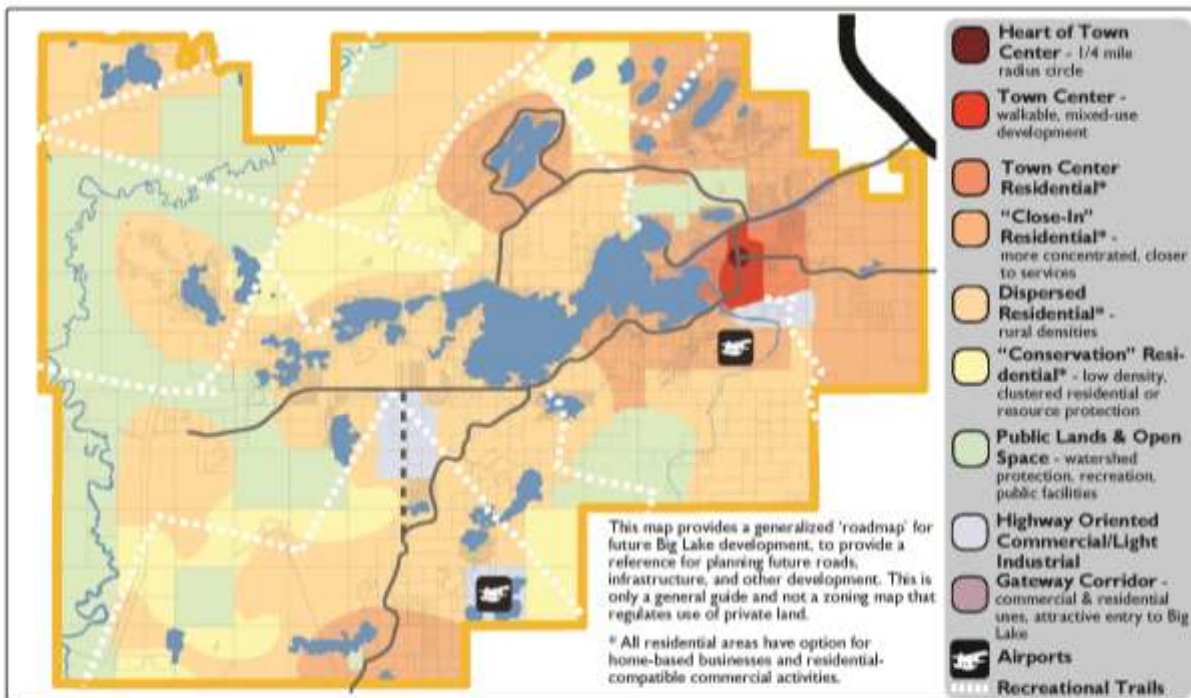 Heart of Town
Center - 1/4 mile
radius circle
Town Center -
walkable, mixed-use
development
Town Center
Residential*
“Close-In”
Residential* -
more concentrated, closer
to services
Dispersed
Residential* -
rural densities
“Conservation” Resi-
dential* - low density,
clustered residential or
resource protection
Public Lands & Open
Space - watershed
protection, recreation,
public facilities
Highway Oriented
Commercial/Light
Industrial
Gateway Corridor -
commercial & residential
uses, attractive entry to Big
Lake
Airports
Recreational Trails
This map provides a generalized 'roadmap' for
future Big Lake development, to provide a
reference for planning future roads,
infrastructure, and other development. This is
only a general guide and not a zoning map that
regulates use of private land.
* All residential areas have option for
home-based businesses and residential-
compatible commercial activities.